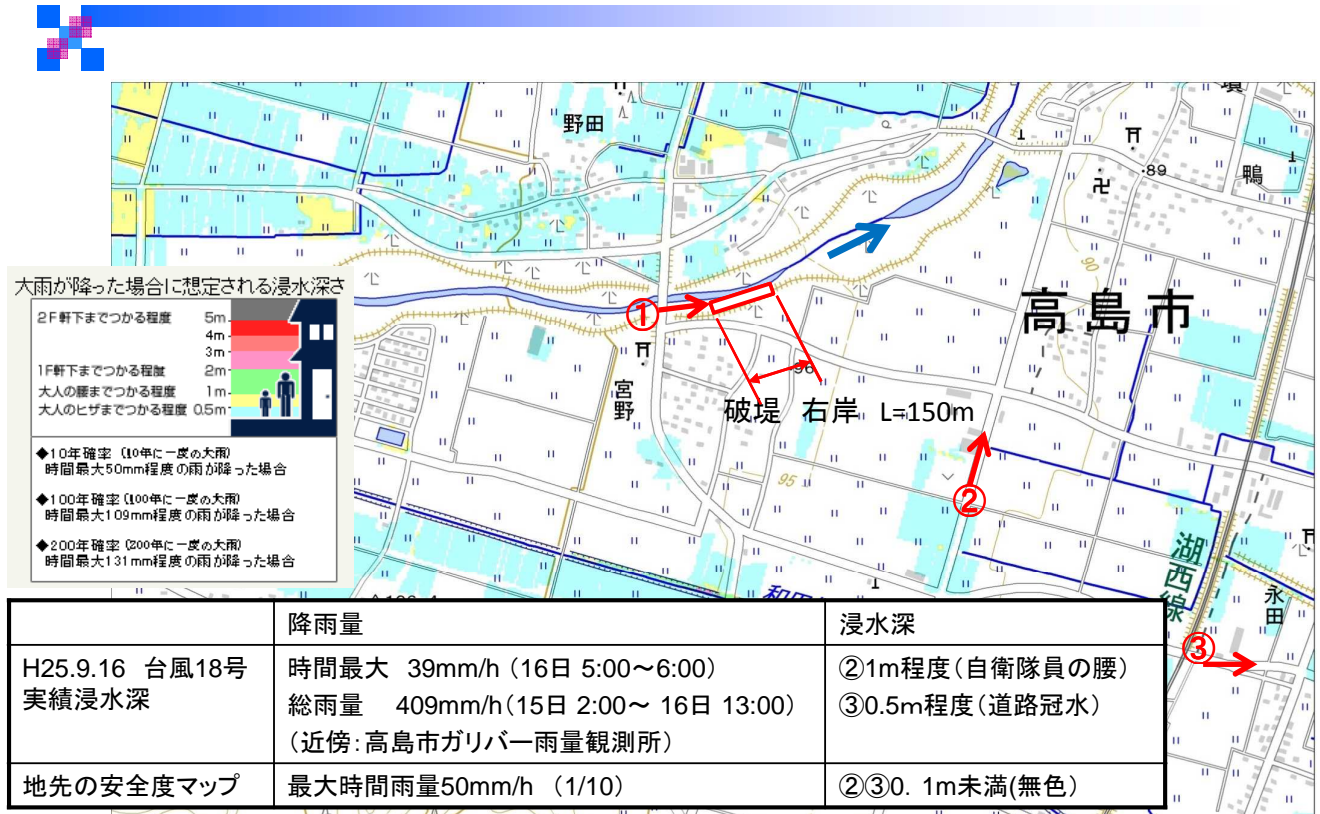 野田
墳
鴨
89
90
高島市
①
宮野
96
破堤 右岸 L=150m
95
②
湖西線
永田
③
大雨が降った場合に想定される浸水深さ
2F軒下までつかる程度 5m
4m
3m
1F軒下までつかる程度 2m
大人の腰までつかる程度 1m
大人のヒザまでつかる程度 0.5m
◆10年確率(10年に一度の大雨)
時間最大50mm程度の雨が降った場合
◆100年確率(100年に一度の大雨)
時間最大109mm程度の雨が降った場合
◆200年確率(200年に一度の大雨)
時間最大131mm程度の雨が降った場合
降雨量 浸水深
H25.9.16 台風18号
実績浸水深
時間最大 39mm/h (16日 5:00~6:00)
総雨量 409mm/h(15日 2:00~ 16日 13:00)
(近傍:高島市ガリバー雨量観測所)
②1m程度(自衛隊員の腰)
③0.5m程度(道路冠水)
地先の安全度マップ 最大時間雨量50mm/h (1/10) ②③0. 1m未満(無色)